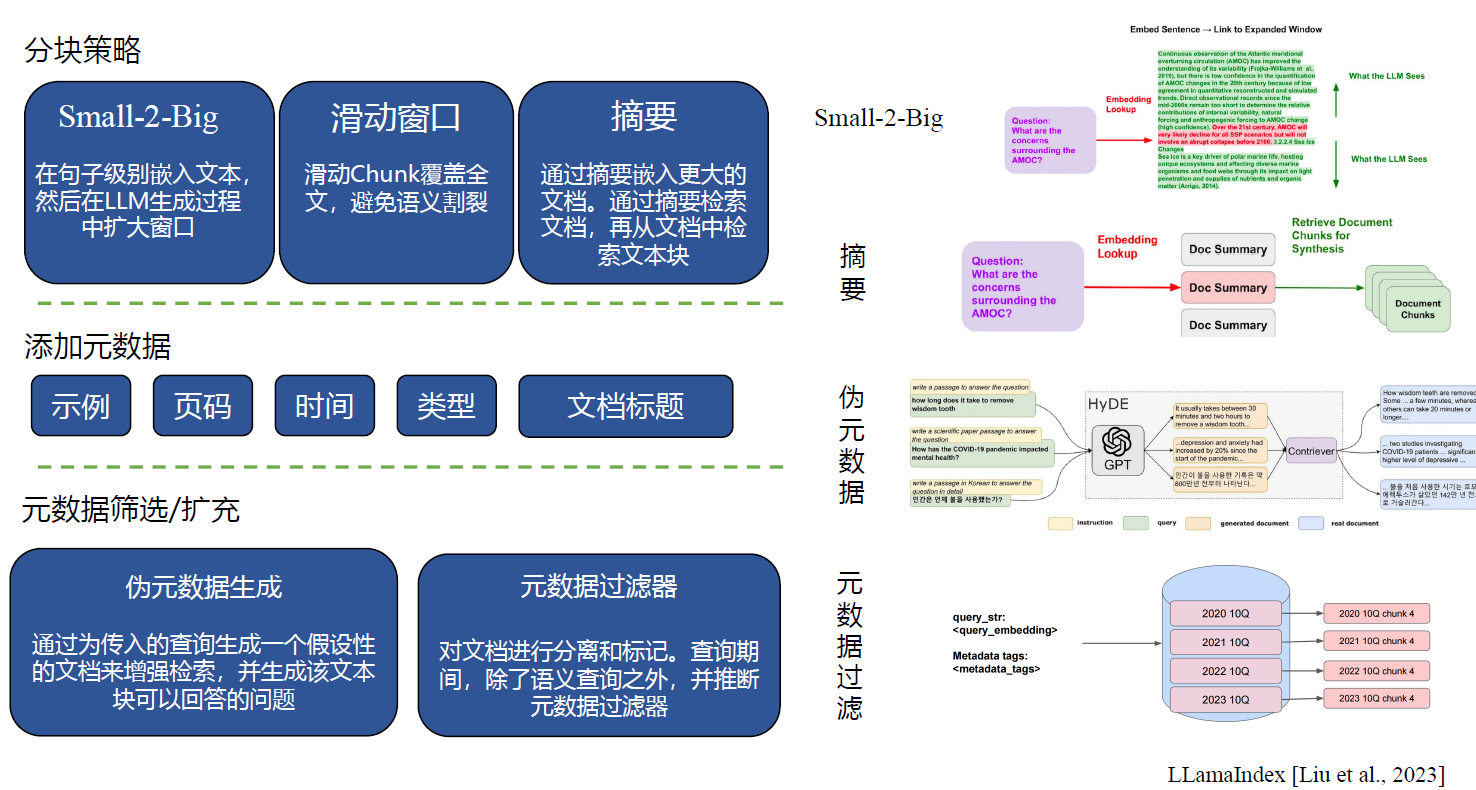 分块策略
Small-2-Big
在句子级别嵌入文本，
然后在LLM生成过程
中扩大窗口
滑动窗口
滑动Chunk覆盖全
文，避免语义割裂
摘要
通过摘要嵌入更大的
文档。通过摘要检索
文档，再从文档中检
索文本块
添加元数据
示例
页码
时间
类型
文档标题
元数据筛选/扩充
伪元数据生成
通过为传入的查询生成一个假设性
的文档来增强检索，并生成该文本
块可以回答的问题
元数据过滤器
对文档进行分离和标记。查询期
间，除了语义查询之外，并推断
元数据过滤器
Small-2-Big
Embed Sentence → Link to Expanded Window
Question:
What are the
concerns
surrounding the
AMOC?
Embedding
Lookup
Continuous observation of the Atlantic meridional
overturning circulation (AMOC) has improved the
understanding of its variability (Frajka-Williams et al.,
2019), but there is low confidence in the quantification
of AMOC changes in the 20th century because of low
agreement in quantitative reconstructed and simulated
trends. Direct observational records since the
mid-2000s remain too short to determine the relative
contributions of internal variability, natural
forcing and anthropogenic forcing to AMOC change
(high confidence). Over the 21st century, AMOC will
very likely decline for all SSP scenarios but will not
involve an abrupt collapse before 2100. 3.2.2.4 Sea Ice
Changes
Sea ice is a key driver of polar marine life, hosting
unique ecosystems and affecting diverse marine
organisms and food webs through its impact on light
penetration and supplies of nutrients and organic
matter (Arrigo, 2014).
What the LLM Sees
What the LLM Sees
摘
要
Question:
What are the
concerns
surrounding the
AMOC?
Embedding
Lookup
Doc Summary
Doc Summary
Doc Summary
Retrieve Document
Chunks for
Synthesis
Document
Chunks
伪
元
数
据
write a passage to answer the question
how long does it take to remove
wisdom tooth
write a scientific paper passage to answer
the question
How has the COVID-19 pandemic impacted
mental health?
write a passage in Korean to answer the
question in detail
인간은 언제 불을 사용했는가?
HyDE
GPT
It usually takes between 30
minutes and two hours to
remove a wisdom tooth...
...depression and anxiety had
increased by 20% since the
start of the pandemic...
인간이 불을 사용한 기록은 약
800만년 전부터 나타난다...
Contriever
How wisdom teeth are removed
Some ... a few minutes, wherea
others can take 20 minutes or
longer....
... two studies investigating
COVID-19 patients ... significan
higher level of depressive ...
... 불을 처음 사용한 시기는 호모
에렉투스가 살았던 142만 년 전으
로 거슬러간다...
instruction
query
generated document
real document
元
数
据
过
滤
query_str:
<query_embedding>
Metadata tags:
<metadata_tags>
2020 10Q
2021 10Q
2022 10Q
2023 10Q
2020 10Q chunk 4
2021 10Q chunk 4
2022 10Q chunk 4
2023 10Q chunk 4
LLamaIndex [Liu et al., 2023]